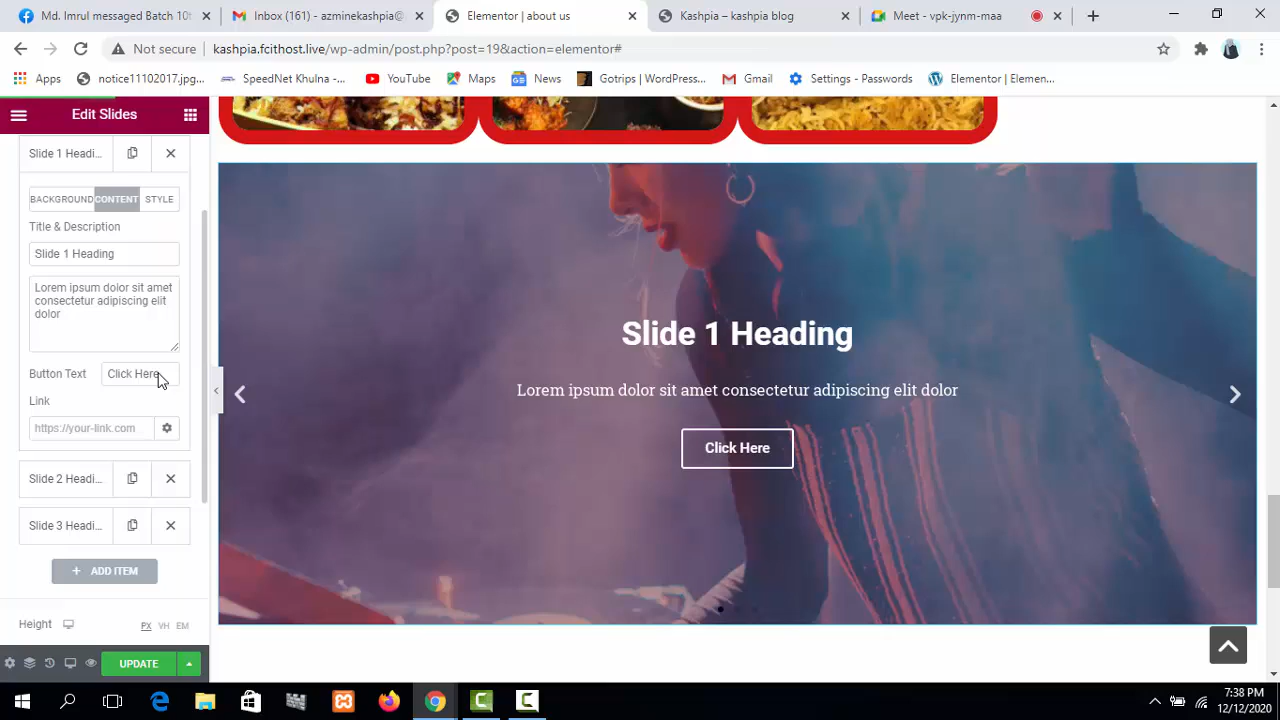 Md. Imrul messaged Batch 10
Inbox (161) - azminekashpia@
Elementor | about us
Kashpia – kashpia blog
Meet - vpk-jynm-maa
Not secure
kashpia.fcithost.live/wp-admin/post.php?post=19&action=elementor#
Apps
notice11102017.jpg...
SpeedNet Khulna -...
YouTube
Maps
News
Gotrips | WordPress...
Gmail
Settings - Passwords
Elementor | Elemen...
Edit Slides
Slide 1 Headi...
BACKGROUND
CONTENT
STYLE
Title & Description
Slide 1 Heading
Lorem ipsum dolor sit amet
consectetur adipiscing elit
dolor
Button Text
Click Here
Link
https://your-link.com
Slide 2 Headi...
Slide 3 Headi...
+ ADD ITEM
Height
PX
VH
EM
UPDATE
Slide 1 Heading
Lorem ipsum dolor sit amet consectetur adipiscing elit dolor
Click Here
7:38 PM
12/12/2020